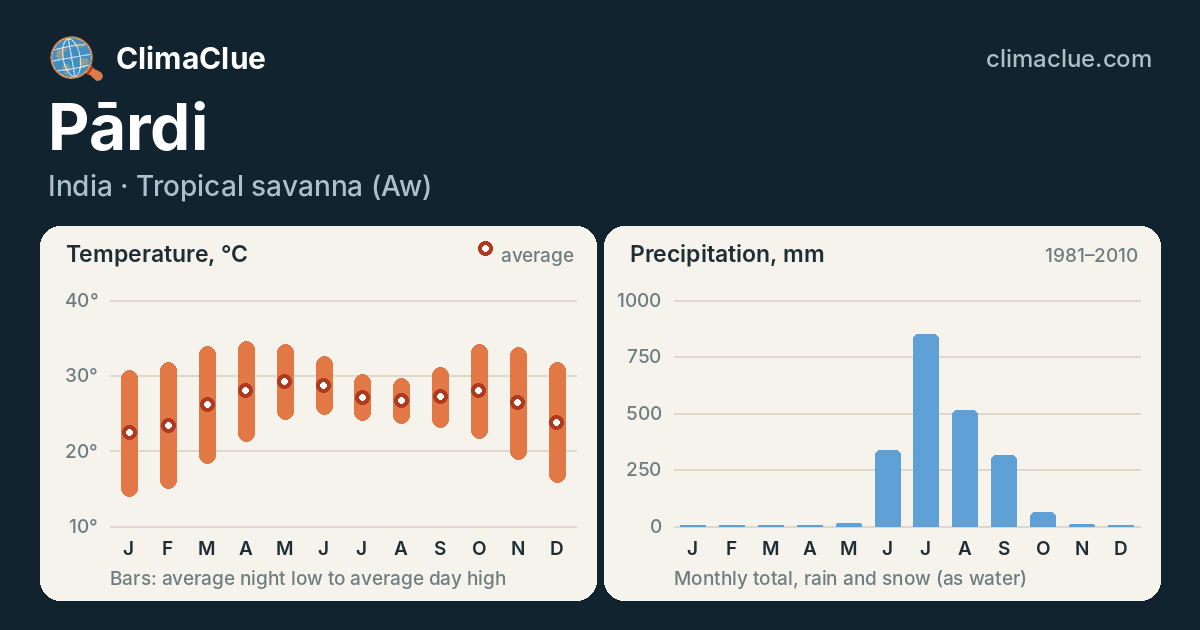 ClimaClue
climaclue.com
Pārdi
India · Tropical savanna (Aw)
Temperature, °C
average
40°
30°
20°
10°
J F M A M J J A S O N D
Bars: average night low to average day high
Precipitation, mm
1981–2010
1000
750
500
250
0
J F M A M J J A S O N D
Monthly total, rain and snow (as water)